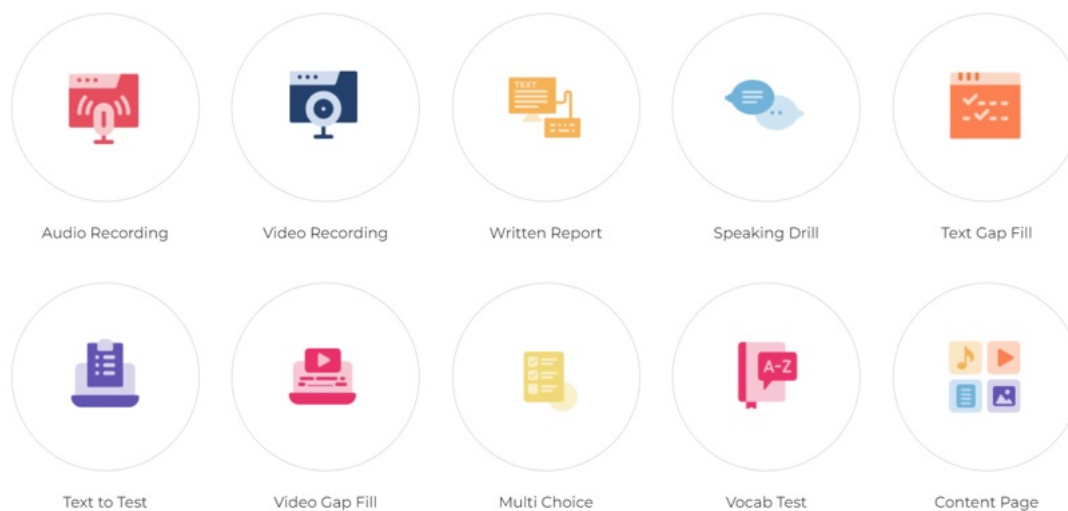 TEXT
Audio Recording
Video Recording
Written Report
Speaking Drill
Text Gap Fill
A-Z
Text to Test
Video Gap Fill
Multi Choice
Vocab Test
Content Page